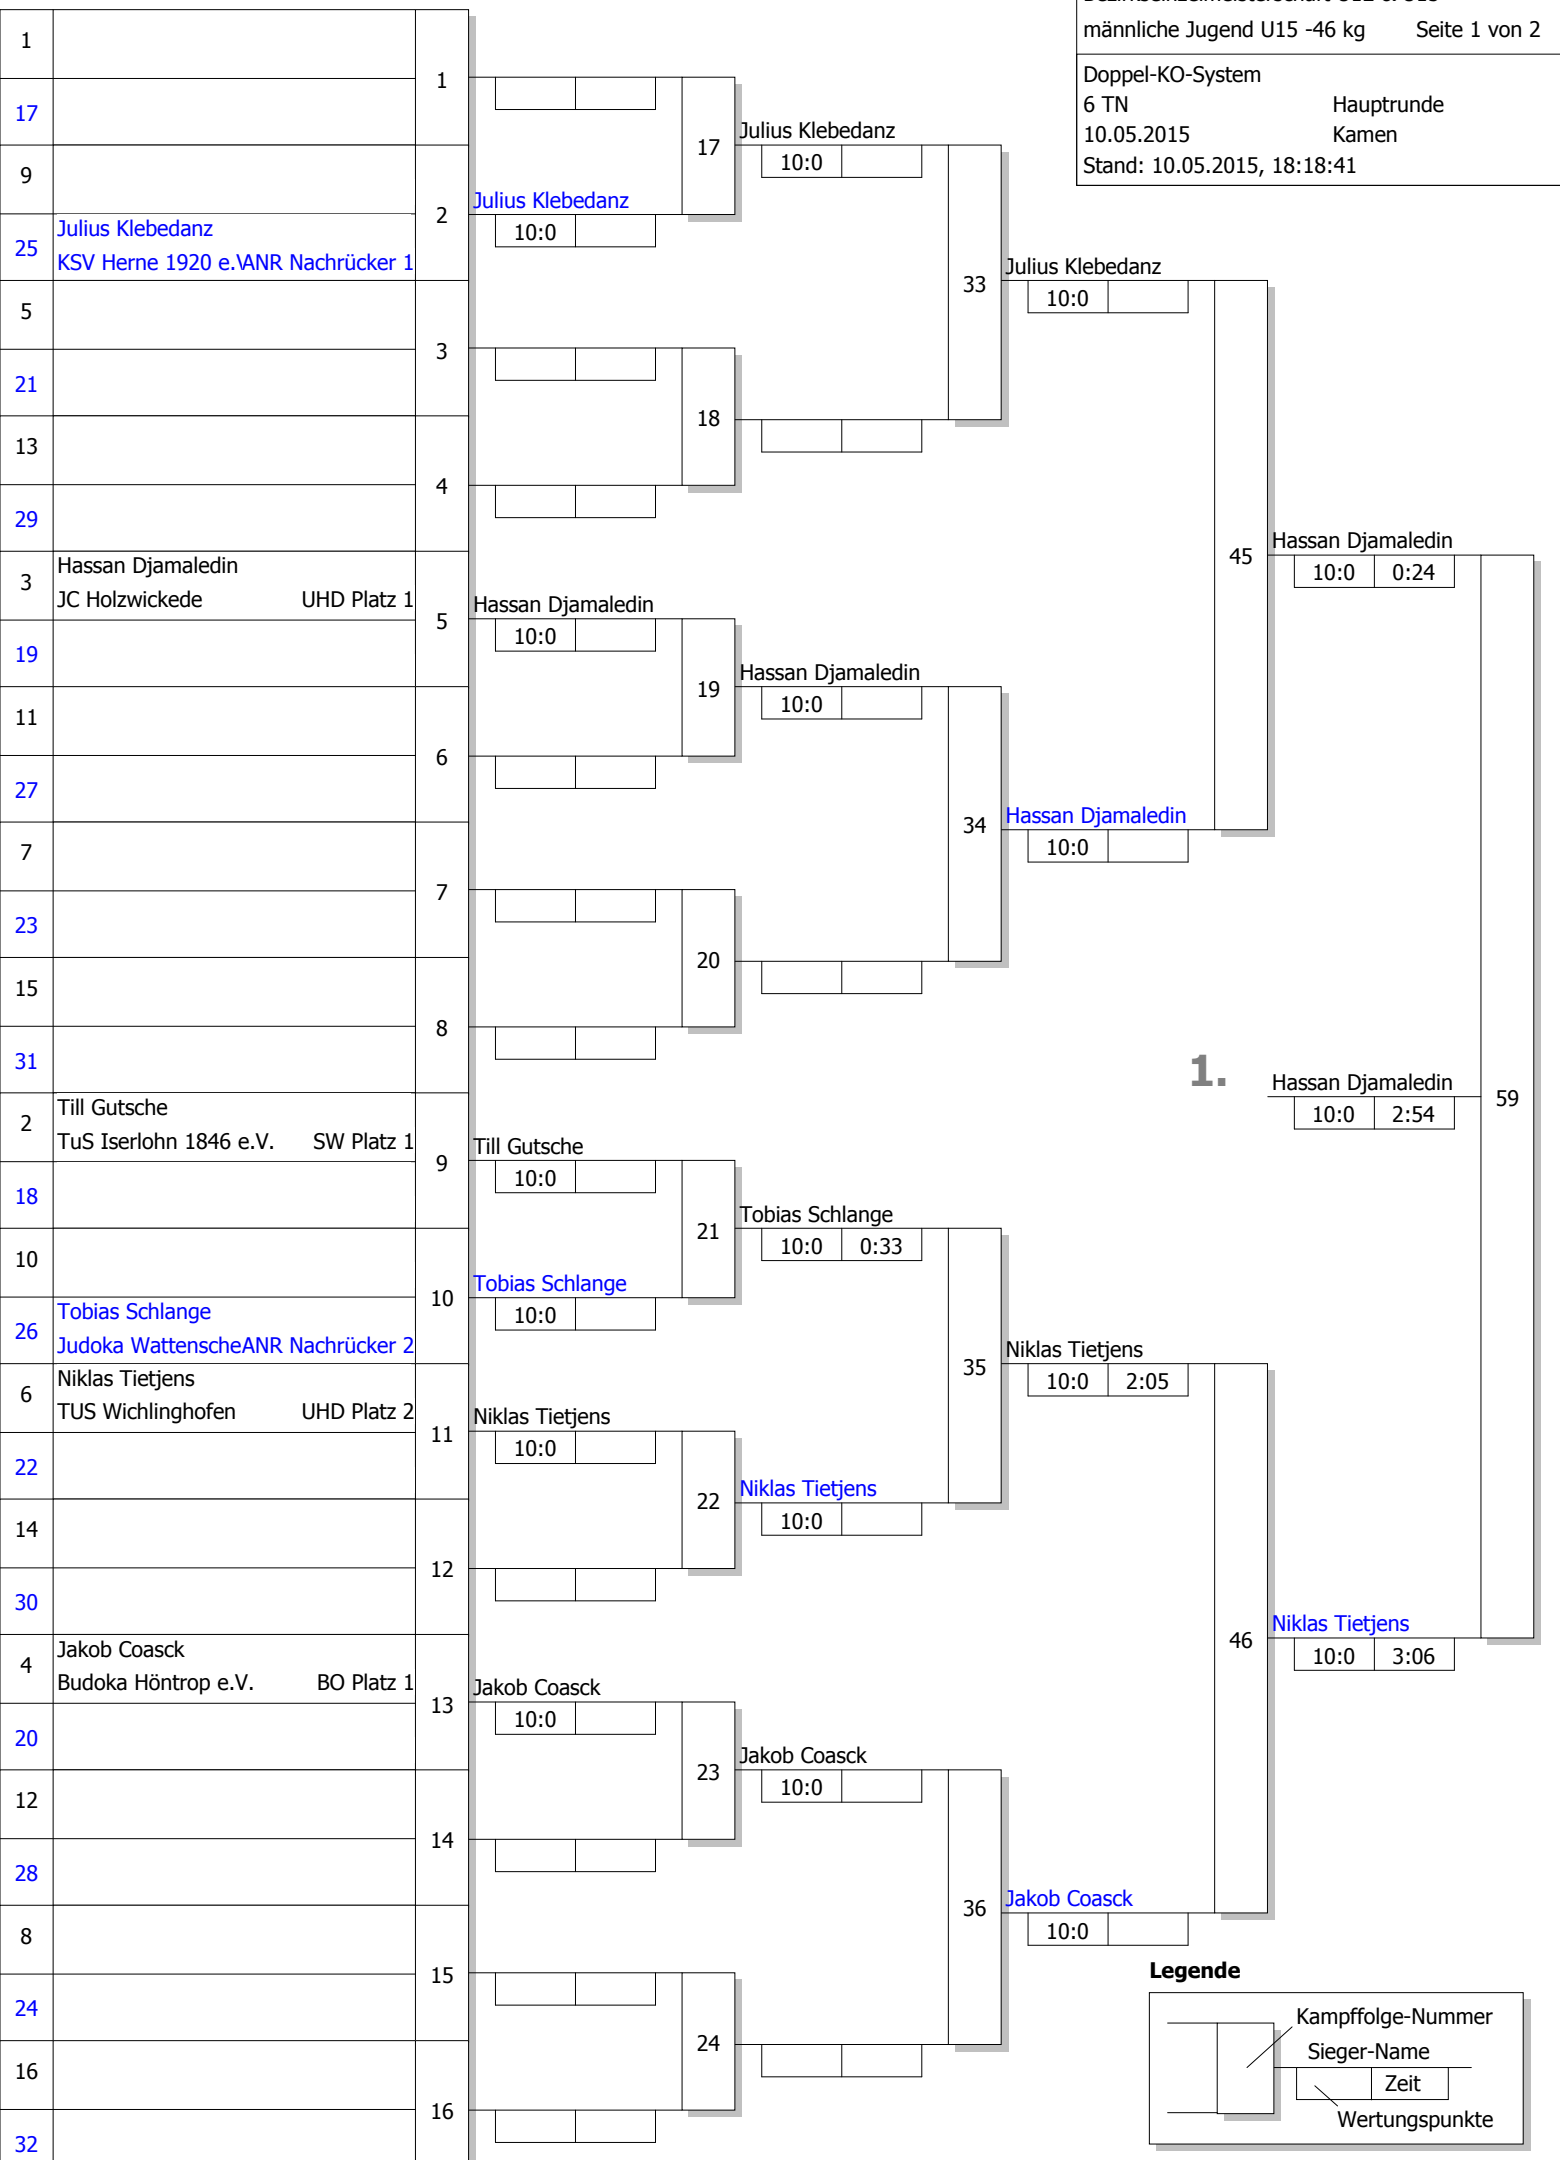 männliche Jugend U15 -46 kg Seite 1 von 2
Doppel-KO-System
6 TN Hauptrunde
10.05.2015 Kamen
Stand: 10.05.2015, 18:18:41
1
17
9
25 Julius Klebedanz
KSV Herne 1920 e.VANR Nachrücker 1
5
21
13
29
3 Hassan Djamaledin
JC Holzwickede UHD Platz 1
19
11
27
7
23
15
31
2 Till Gutsche
TuS Iserlohn 1846 e.V. SW Platz 1
18
10
26 Tobias Schlange
Judoka WattenscheANR Nachrücker 2
6 Niklas Tietjens
TUS Wichlinghofen UHD Platz 2
22
14
30
4 Jakob Coasck
Budoka Höntrop e.V. BO Platz 1
20
12
28
8
24
16
32
1
2
3
4
5
6
7
8
9
10
11
12
13
14
15
16
Julius Klebedanz
10:0
Hassan Djamaledin
10:0
Till Gutsche
10:0
Tobias Schlange
10:0
Niklas Tietjens
10:0
Jakob Coasck
10:0
17
18
19
20
21
22
23
24
Julius Klebedanz
10:0
Hassan Djamaledin
10:0
Tobias Schlange
10:0 0:33
Niklas Tietjens
10:0
Jakob Coasck
10:0
33
34
35
36
Julius Klebedanz
10:0
Hassan Djamaledin
10:0
Niklas Tietjens
10:0 2:05
Jakob Coasck
10:0
45
46
Hassan Djamaledin
10:0 0:24
Niklas Tietjens
10:0 3:06
59
1.
Hassan Djamaledin
10:0 2:54
Legende
Kampffolge-Nummer
Sieger-Name
Zeit
Wertungspunkte